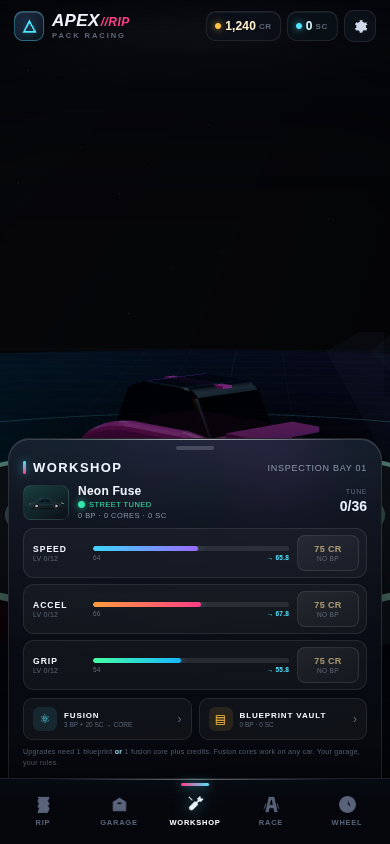 APEX//RIP
PACK RACING
1,240 CR
0 SC
WORKSHOP
INSPECTION BAY 01
Neon Fuse
STREET TUNED
0 BP · 0 CORES · 0 SC
TUNE
0/36
SPEED
LV 0/12
64
→ 65.8
75 CR
NO BP
ACCEL
LV 0/12
66
→ 67.8
75 CR
NO BP
GRIP
LV 0/12
54
→ 55.8
75 CR
NO BP
FUSION
3 BP + 20 SC → CORE
›
BLUEPRINT VAULT
0 BP · 0 SC
›
Upgrades need 1 blueprint or 1 fusion core plus credits. Fusion cores work on any car. Your garage,
your rules.
RIP
GARAGE
WORKSHOP
RACE
WHEEL